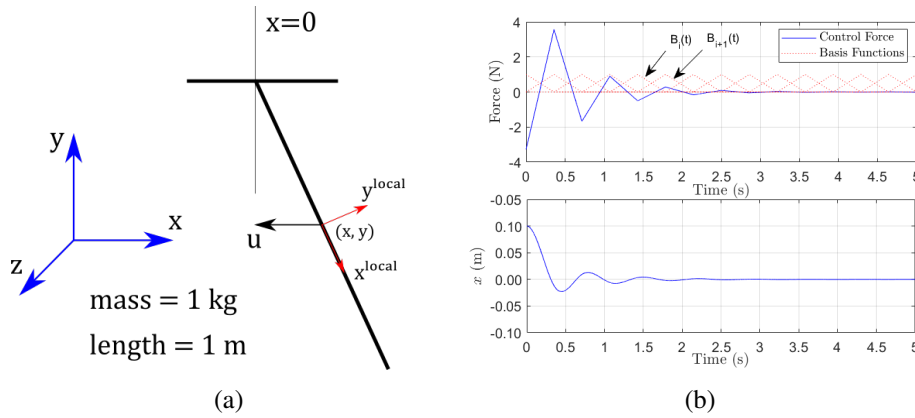 x=0
y
x
z
u
y^local
(x, y)
x^local
mass = 1 kg
length = 1 m
(a)
Force (N)
4
2
0
-2
-4
B_i(t)
B_{i+1}(t)
Control Force
Basis Functions
0 0.5 1 1.5 2 2.5 3 3.5 4 4.5 5
Time (s)
x (m)
-0.05
0.10
0.05
0.00
-0.05
-0.10
0 0.5 1 1.5 2 2.5 3 3.5 4 4.5 5
Time (s)
(b)